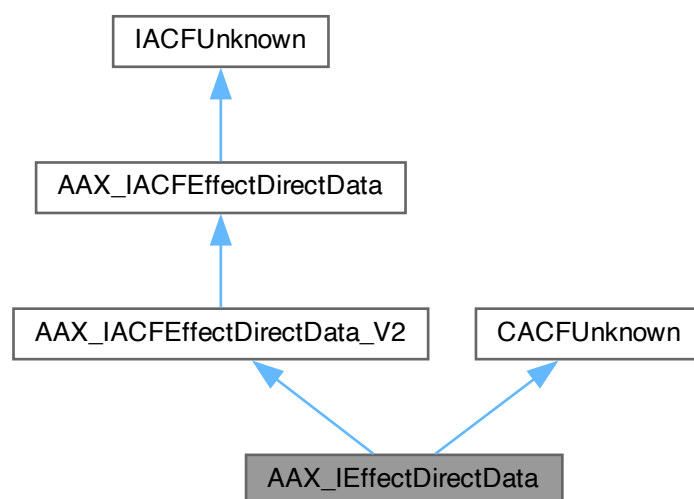 IACFUnknown
AAX_IACFEffectDirectData
AAX_IACFEffectDirectData_V2
CACFUnknown
AAX_IEffectDirectData